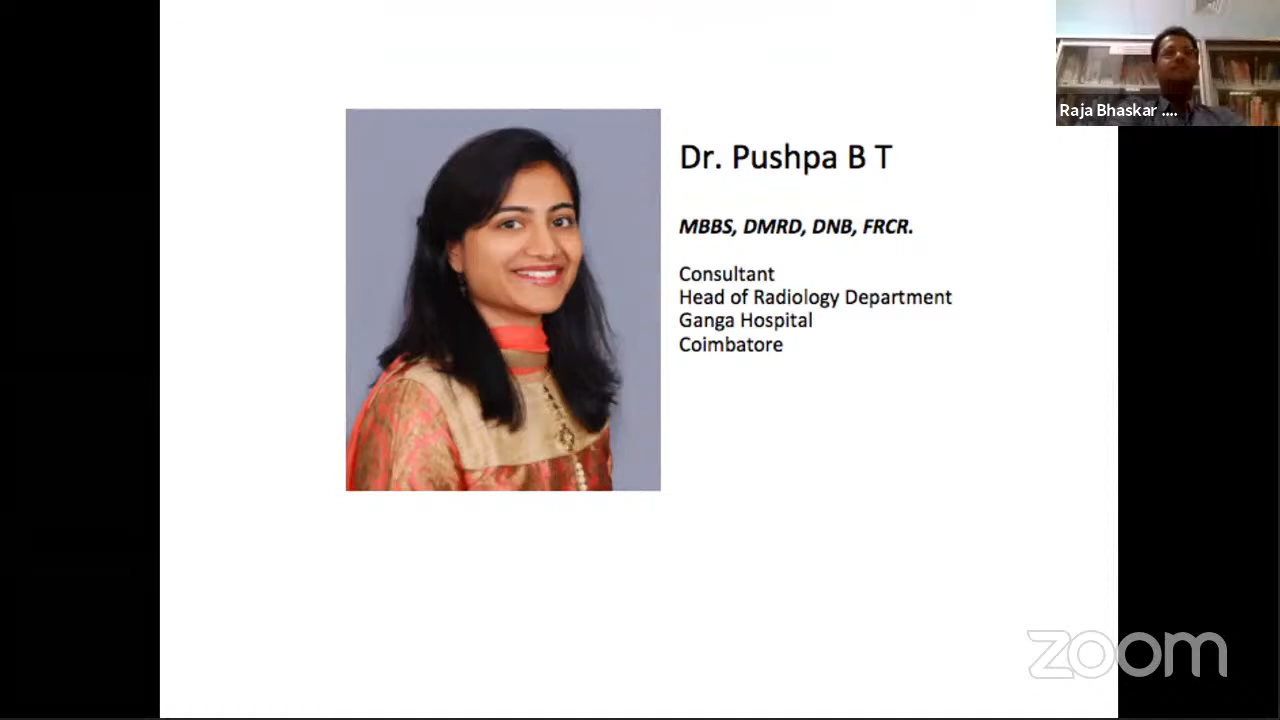 Raja Bhaskar ....
Dr. Pushpa B T
MBBS, DMRD, DNB, FRCR.
Consultant
Head of Radiology Department
Ganga Hospital
Coimbatore
zoom